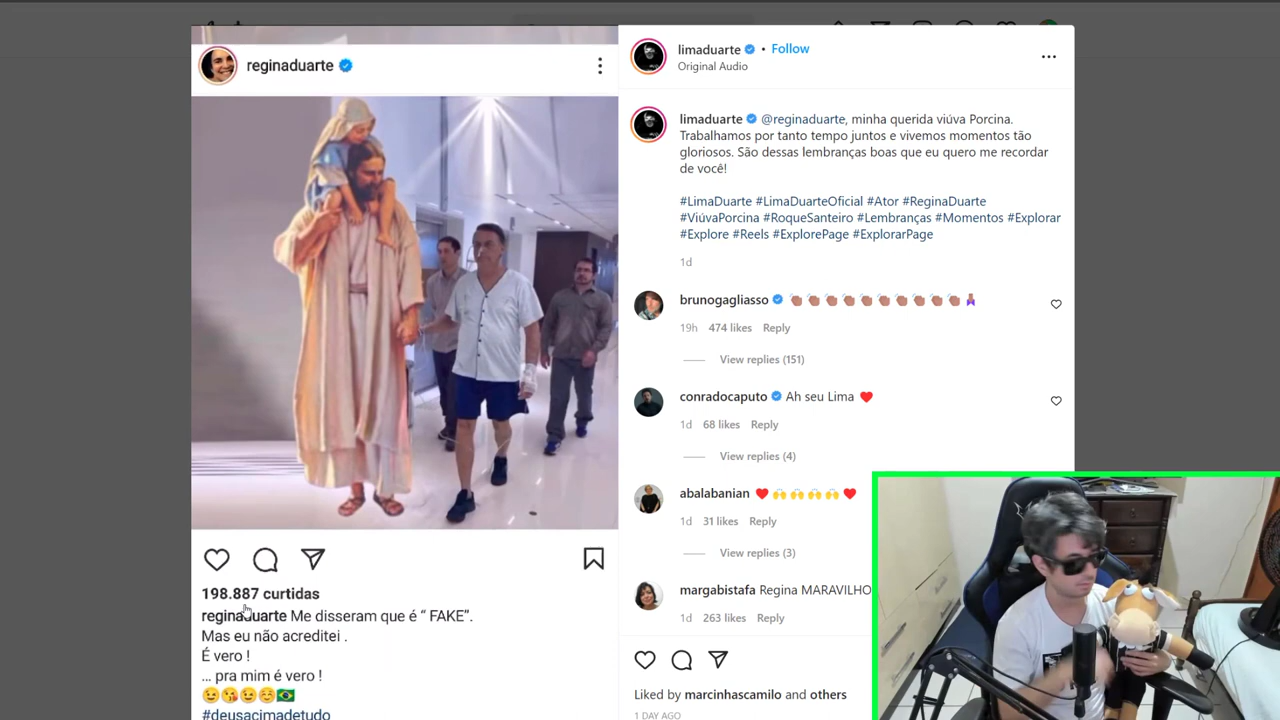 reginaduarte
198.887 curtidas
reginaduarte Me disseram que é “ FAKE”.
Mas eu não acreditei .
É vero !
... pra mim é vero !
😉😘😉☺️🇧🇷
#deusacimadetudo
limaduarte • Follow
Original Audio
limaduarte @reginaduarte, minha querida viúva Porcina.
Trabalhamos por tanto tempo juntos e vivemos momentos tão
gloriosos. São dessas lembranças boas que eu quero me recordar
de você!
#LimaDuarte #LimaDuarteOficial #Ator #ReginaDuarte
#ViúvaPorcina #RoqueSanteiro #Lembranças #Momentos #Explorar
#Explore #Reels #ExplorePage #ExplorarPage
1d
brunogagliasso 👏🏽👏🏽👏🏽👏🏽👏🏽👏🏽👏🏽👏🏽👏🏽👏🏽
19h 474 likes Reply
View replies (151)
conradocaputo Ah seu Lima ❤️
1d 68 likes Reply
View replies (4)
abalabanian ❤️🙌🙌🙌🙌❤️
1d 31 likes Reply
View replies (3)
margabistafa Regina MARAVILHO
1d 263 likes Reply
Liked by marcinhascamilo and others
1 DAY AGO